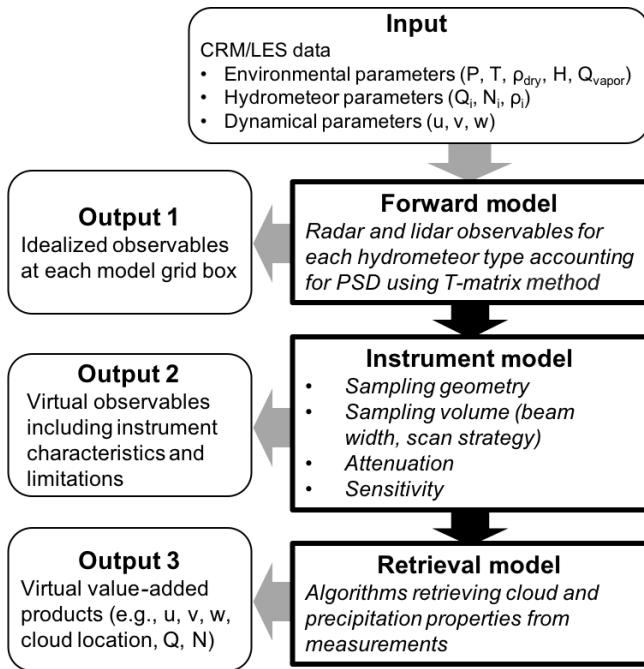 Input
CRM/LES data
• Environmental parameters (P, T, ρdry, H, Qvapor)
• Hydrometeor parameters (Qi, Ni, ρi)
• Dynamical parameters (u, v, w)
Output 1
Idealized observables
at each model grid box
Forward model
Radar and lidar observables for
each hydrometeor type accounting
for PSD using T-matrix method
Output 2
Virtual observables
including instrument
characteristics and
limitations
Instrument model
• Sampling geometry
• Sampling volume (beam
width, scan strategy)
• Attenuation
• Sensitivity
Output 3
Virtual value-added
products (e.g., u, v, w,
cloud location, Q, N)
Retrieval model
Algorithms retrieving cloud and
precipitation properties from
measurements